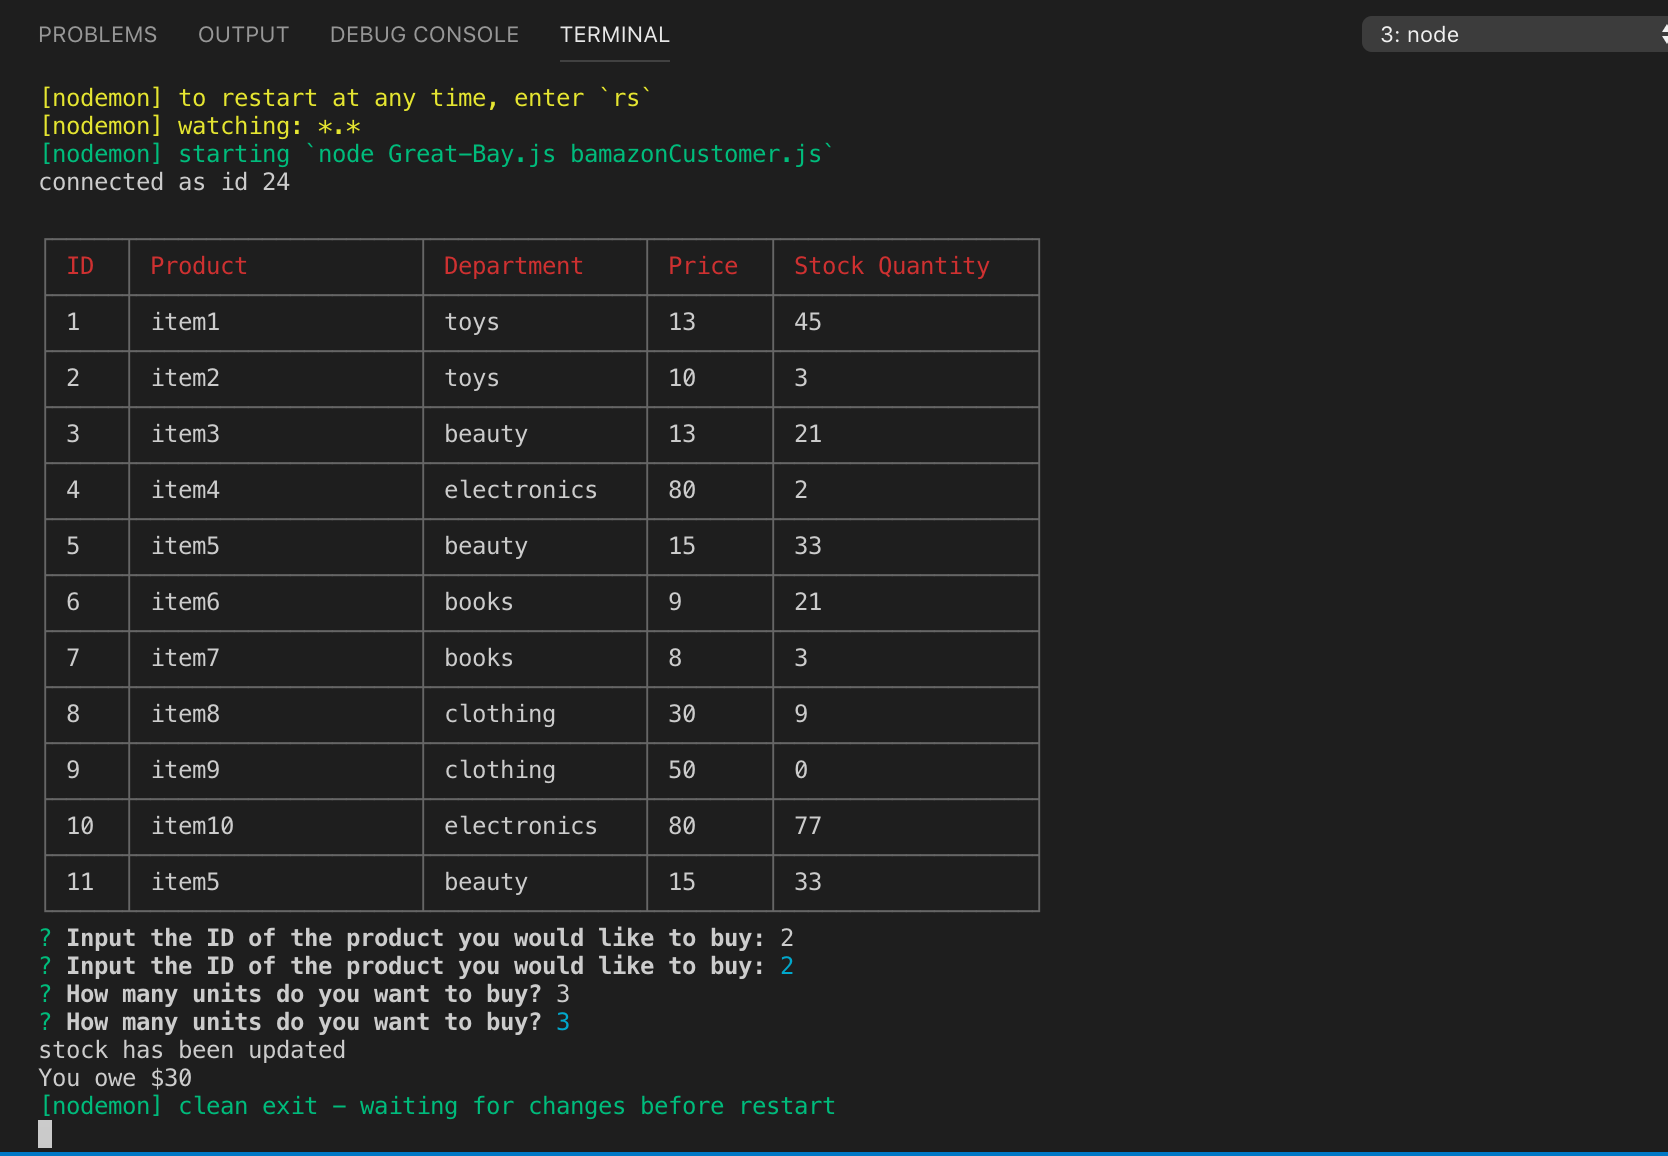 PROBLEMS OUTPUT DEBUG CONSOLE TERMINAL 3: node
[nodemon] to restart at any time, enter `rs`
[nodemon] watching: *.*
[nodemon] starting `node Great-Bay.js bamazonCustomer.js`
connected as id 24
ID Product Department Price Stock Quantity
1 item1 toys 13 45
2 item2 toys 10 3
3 item3 beauty 13 21
4 item4 electronics 80 2
5 item5 beauty 15 33
6 item6 books 9 21
7 item7 books 8 3
8 item8 clothing 30 9
9 item9 clothing 50 0
10 item10 electronics 80 77
11 item5 beauty 15 33
? Input the ID of the product you would like to buy: 2
? Input the ID of the product you would like to buy: 2
? How many units do you want to buy? 3
? How many units do you want to buy? 3
stock has been updated
You owe $30
[nodemon] clean exit - waiting for changes before restart